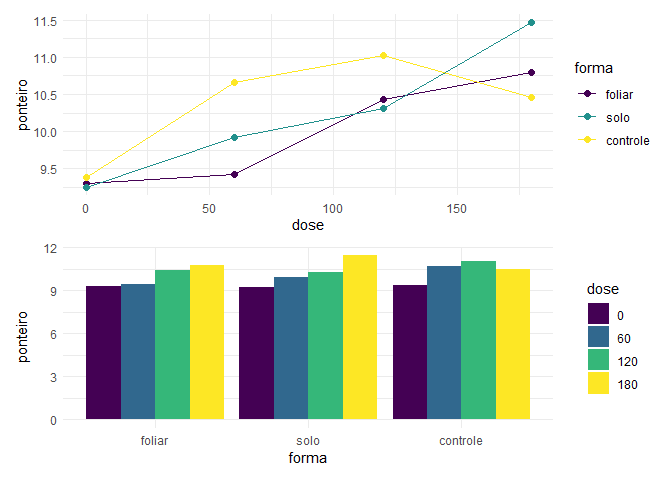 11.5
11.0
10.5
10.0
9.5
ponteiro
0 50 100 150
dose
forma
foliar
solo
controle
12
9
6
3
0
ponteiro
foliar solo controle
forma
dose
0
60
120
180